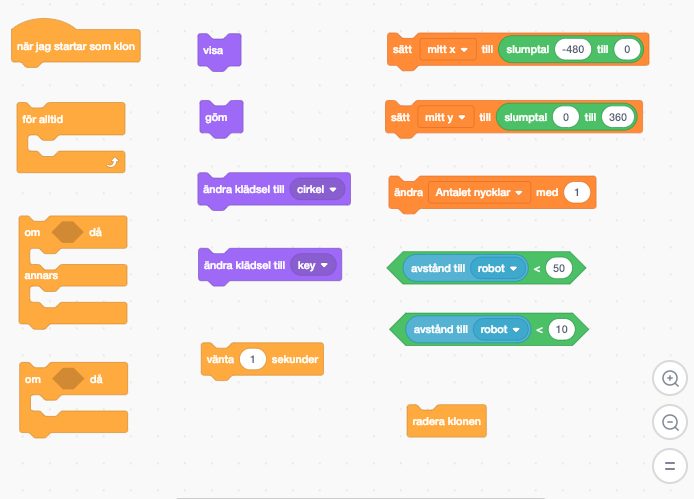 när jag startar som klon
för alltid
om då
annars
om då
visa
göm
ändra klädsel till cirkel
ändra klädsel till key
vänta 1 sekunder
sätt mitt x till slumptal -480 till 0
sätt mitt y till slumptal 0 till 360
ändra Antalet nycklar med 1
avstånd till robot < 50
avstånd till robot < 10
radera klonen